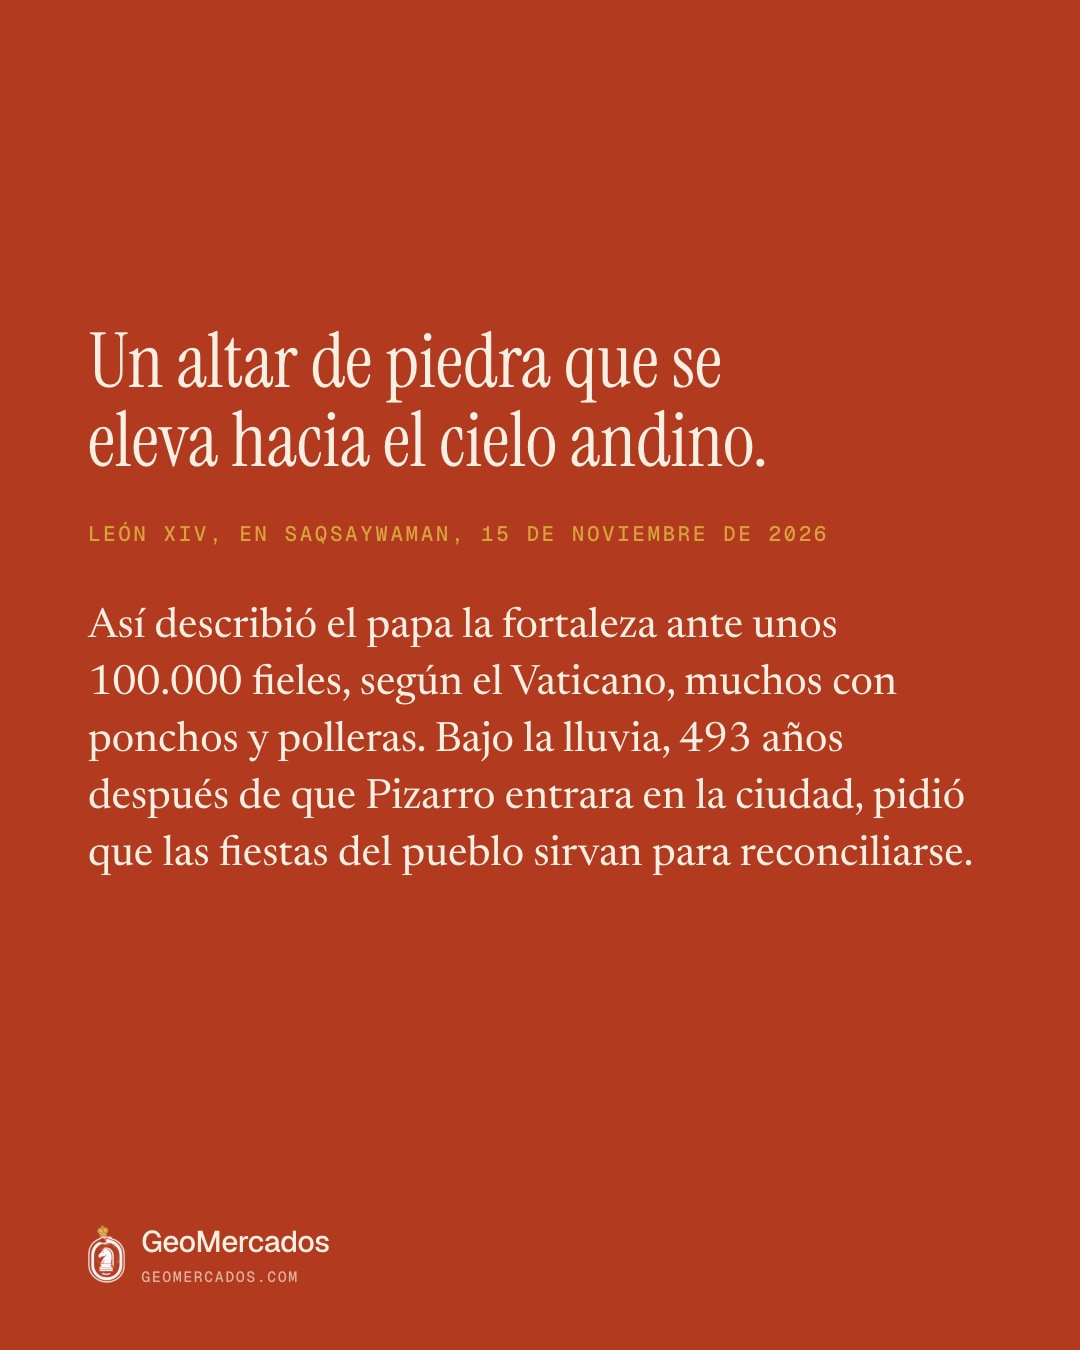 Un altar de piedra que se
eleva hacia el cielo andino.
LEÓN XIV, EN SAQSAYWAMAN, 15 DE NOVIEMBRE DE 2026
Así describió el papa la fortaleza ante unos
100.000 fieles, según el Vaticano, muchos con
ponchos y polleras. Bajo la lluvia, 493 años
después de que Pizarro entrara en la ciudad, pidió
que las fiestas del pueblo sirvan para reconciliarse.
GeoMercados
GEOMERCADOS.COM